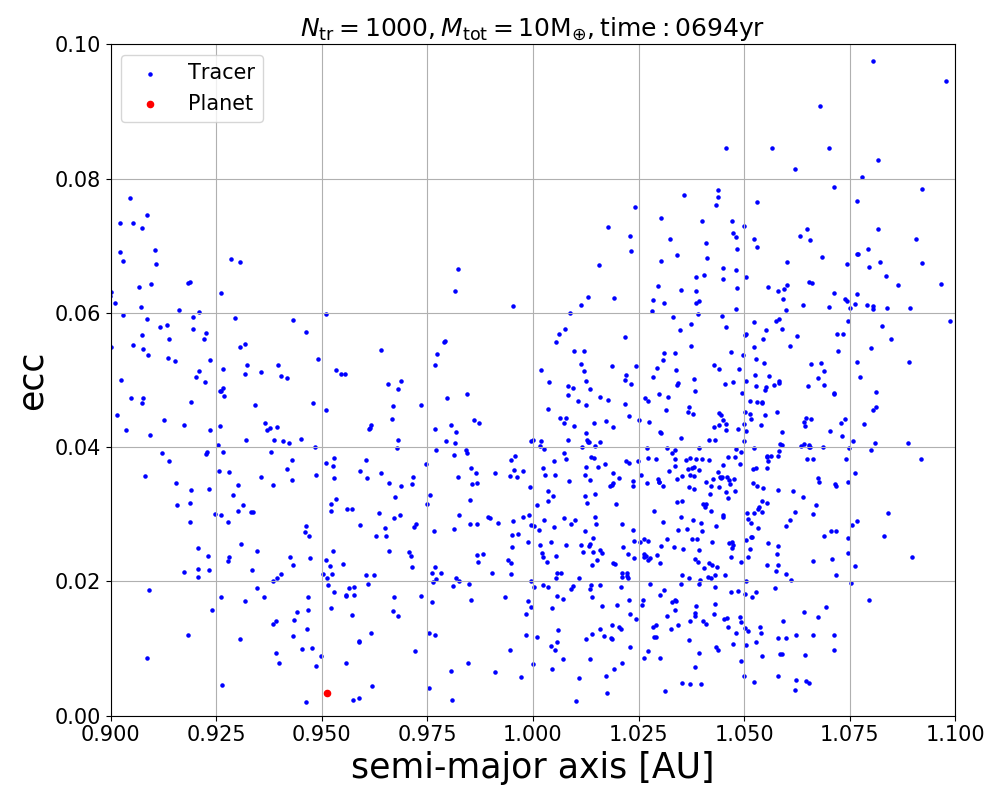 N_tr = 1000, M_tot = 10M_⊕, time : 0694yr
Tracer
Planet
ecc
0.10
0.08
0.06
0.04
0.02
0.00
0.900 0.925 0.950 0.975 1.000 1.025 1.050 1.075 1.100
semi-major axis [AU]